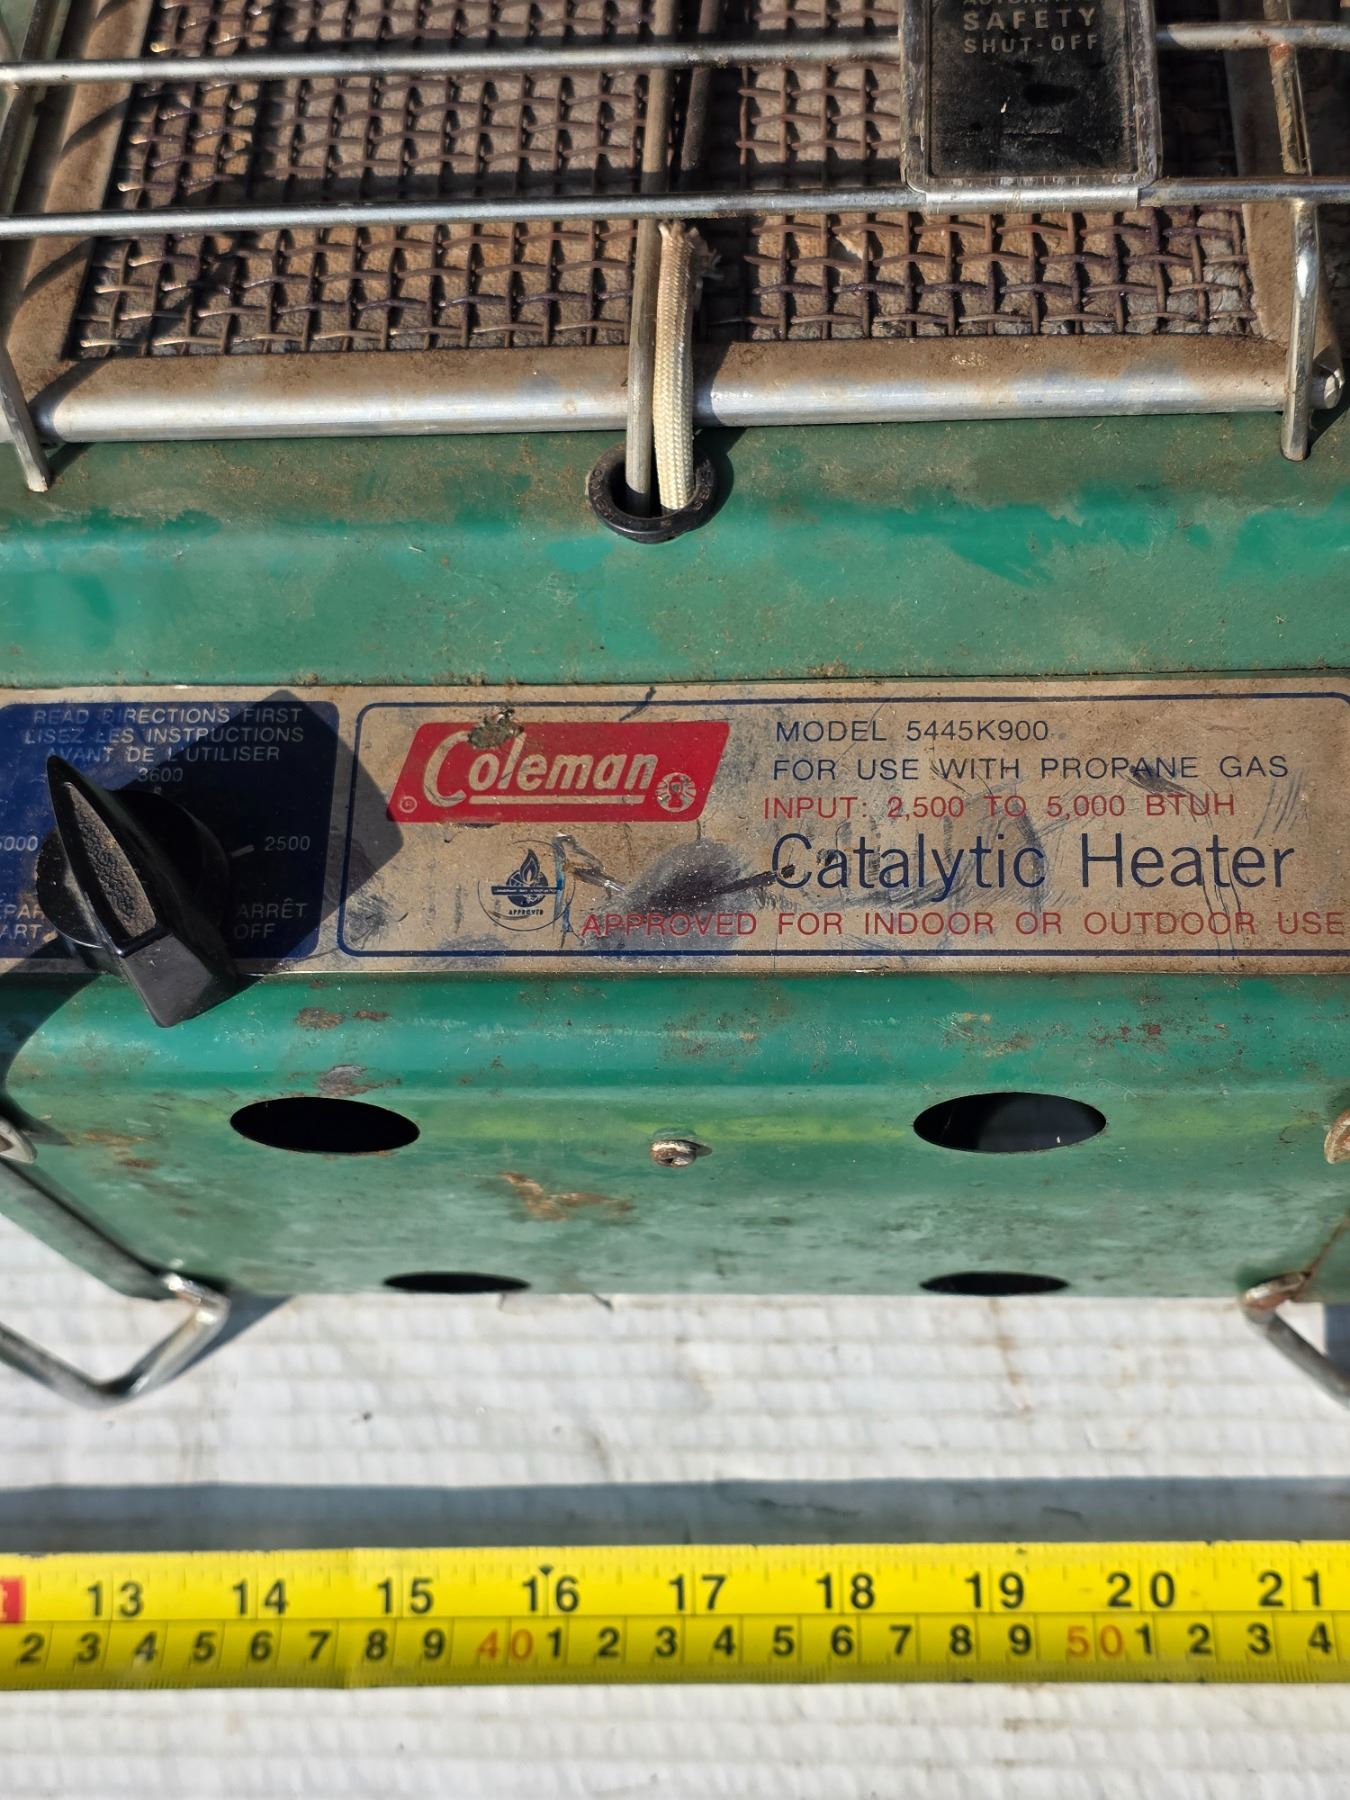 SAFETY
SHUT-OFF
READ DIRECTIONS FIRST
LISEZ LES INSTRUCTIONS
AVANT DE L'UTILISER
3600
2500
ARRÊT
OFF
Coleman
®
MODEL 5445K900
FOR USE WITH PROPANE GAS
INPUT: 2,500 TO 5,000 BTUH
Catalytic Heater
APPROVED
APPROVED FOR INDOOR OR OUTDOOR USE
13 14 15 16 17 18 19 20 21
2 3 4 5 6 7 8 9 40 1 2 3 4 5 6 7 8 9 50 1 2 3 4